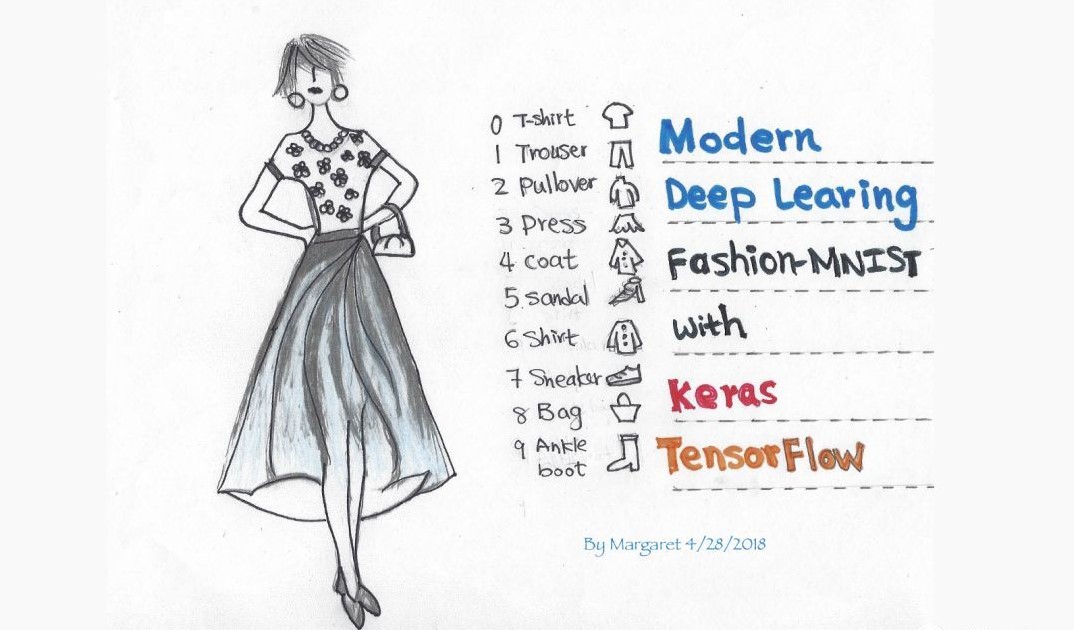 0 T-shirt
1 Trouser
2 Pullover
3 Press
4 coat
5 sandal
6 Shirt
7 Sneaker
8 Bag
9 Ankle
boot
Modern
Deep Learing
Fashion-MNIST
with
Keras
TensorFlow
By Margaret 4/28/2018